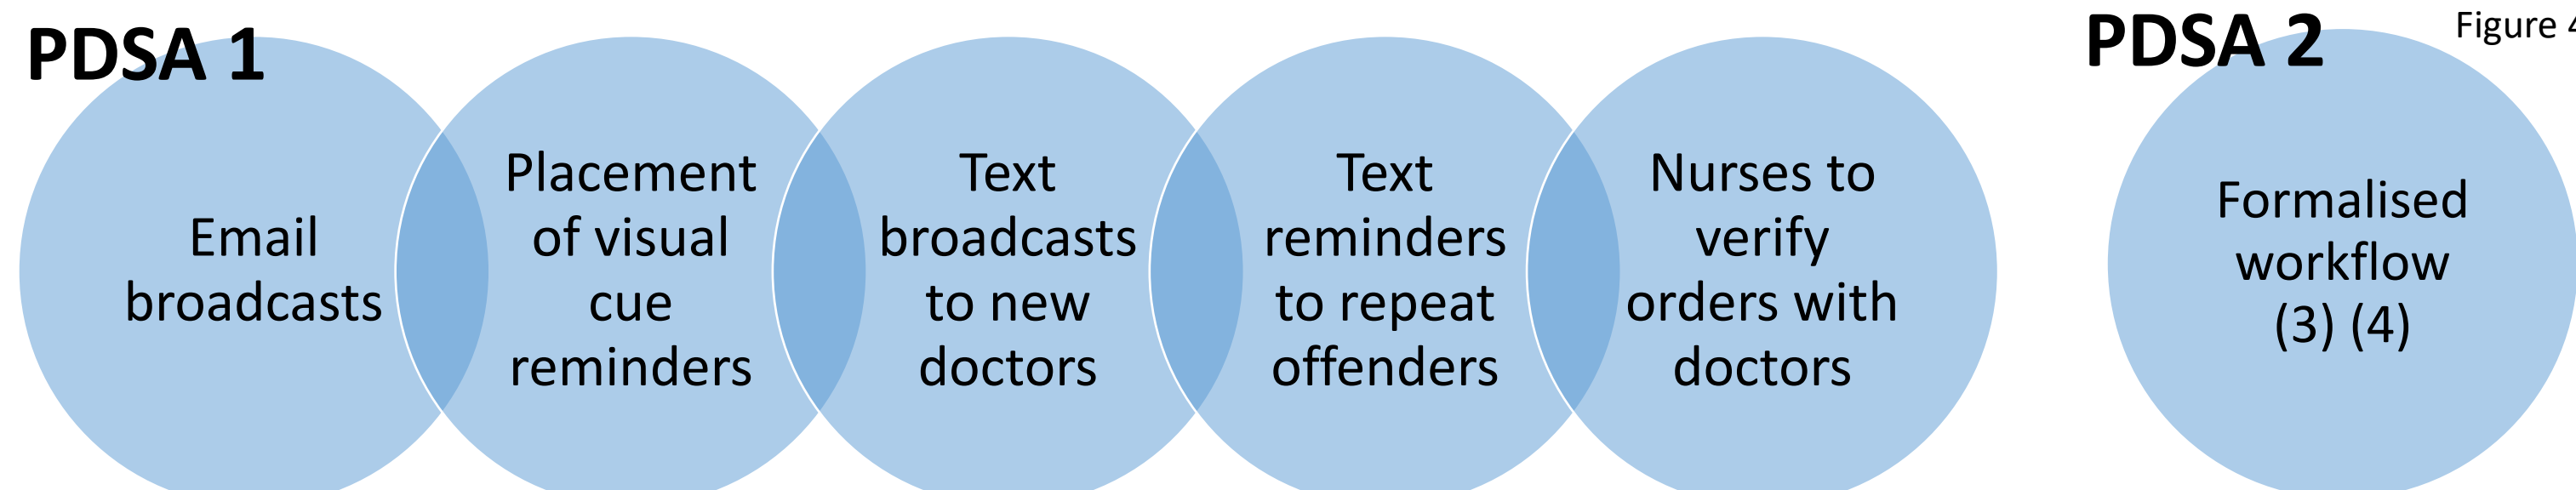 PDSA 1
Email
broadcasts
Placement
of visual
cue
reminders
Text
broadcasts
to new
doctors
Text
reminders
to repeat
offenders
Nurses to
verify
orders with
doctors
PDSA 2
Figure 4
Formalised
workflow
(3) (4)